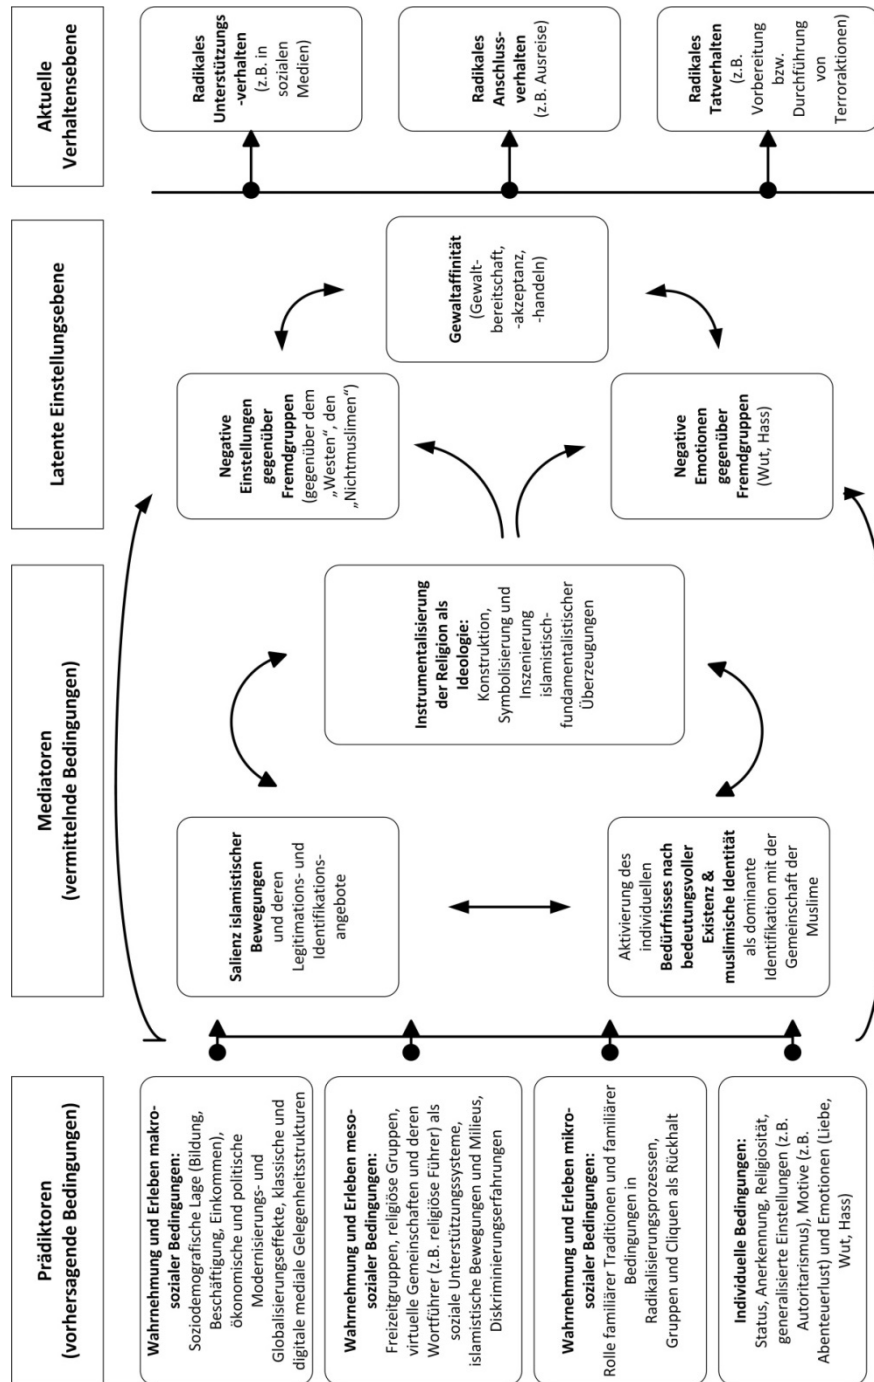 Prädiktoren
(vorhersagende Bedingungen)
Wahrnehmung und Erleben makro-
sozialer Bedingungen:
Soziodemografische Lage (Bildung,
Beschäftigung, Einkommen),
ökonomische und politische
Modernisierungs- und
Globalisierungseffekte, klassische und
digitale mediale Gelegenheitsstrukturen
Wahrnehmung und Erleben meso-
sozialer Bedingungen:
Freizeitgruppen, religiöse Gruppen,
virtuelle Gemeinschaften und deren
Wortführer (z.B. religiöse Führer) als
soziale Unterstützungssysteme,
islamistische Bewegungen und Milieus,
Diskriminierungserfahrungen
Wahrnehmung und Erleben mikro-
sozialer Bedingungen:
Rolle familiärer Traditionen und familiärer
Bedingungen in
Radikalisierungsprozessen,
Gruppen und Cliquen als Rückhalt
Individuelle Bedingungen:
Status, Anerkennung, Religiosität,
generalisierte Einstellungen (z.B.
Autoritarismus), Motive (z.B.
Abenteuerlust) und Emotionen (Liebe,
Wut, Hass)
Mediatoren
(vermittelnde Bedingungen)
Salienz islamistischer
Bewegungen
und deren
Legitimations- und
Identifikations-
angebote
Aktivierung des
individuellen
Bedürfnisses nach
bedeutungsvoller
Existenz &
muslimische Identität
als dominante
Identifikation mit der
Gemeinschaft der
Muslime
Instrumentalisierung
der Religion als
Ideologie:
Konstruktion,
Symbolisierung und
Inszenierung
islamistisch-
fundamentalistischer
Überzeugungen
Latente Einstellungsebene
Negative
Einstellungen
gegenüber
Fremdgruppen
(gegenüber dem
„Westen“, den
„Nichtmuslimen“)
Negative
Emotionen
gegenüber
Fremdgruppen
(Wut, Hass)
Gewaltaffinität
(Gewalt-
bereitschaft,
-akzeptanz,
-handeln)
Aktuelle
Verhaltensebene
Radikales
Unterstützungs
-verhalten
(z.B. in
sozialen
Medien)
Radikales
Anschluss-
verhalten
(z.B. Ausreise)
Radikales
Tatverhalten
(z.B.
Vorbereitung
bzw.
Durchführung
von
Terroraktionen)